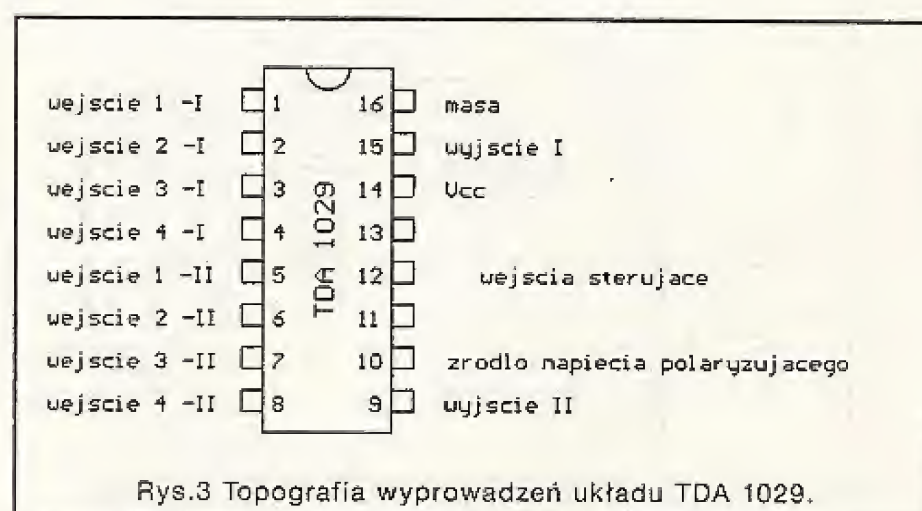 wejscie 1 -I 1 16 masa
wejscie 2 -I 2 15 wyjscie I
wejscie 3 -I 3 14 Vcc
wejscie 4 -I 4 13
wejscie 1 -II 5 12 wejscia sterujace
wejscie 2 -II 6 11
wejscie 3 -II 7 10 zrodlo napiecia polaryzujacego
wejscie 4 -II 8 9 wyjscie II
TDA 1029
Rys.3 Topografia wyprowadzeń układu TDA 1029.